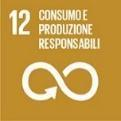 12 CONSUMO E
PRODUZIONE
RESPONSABILI